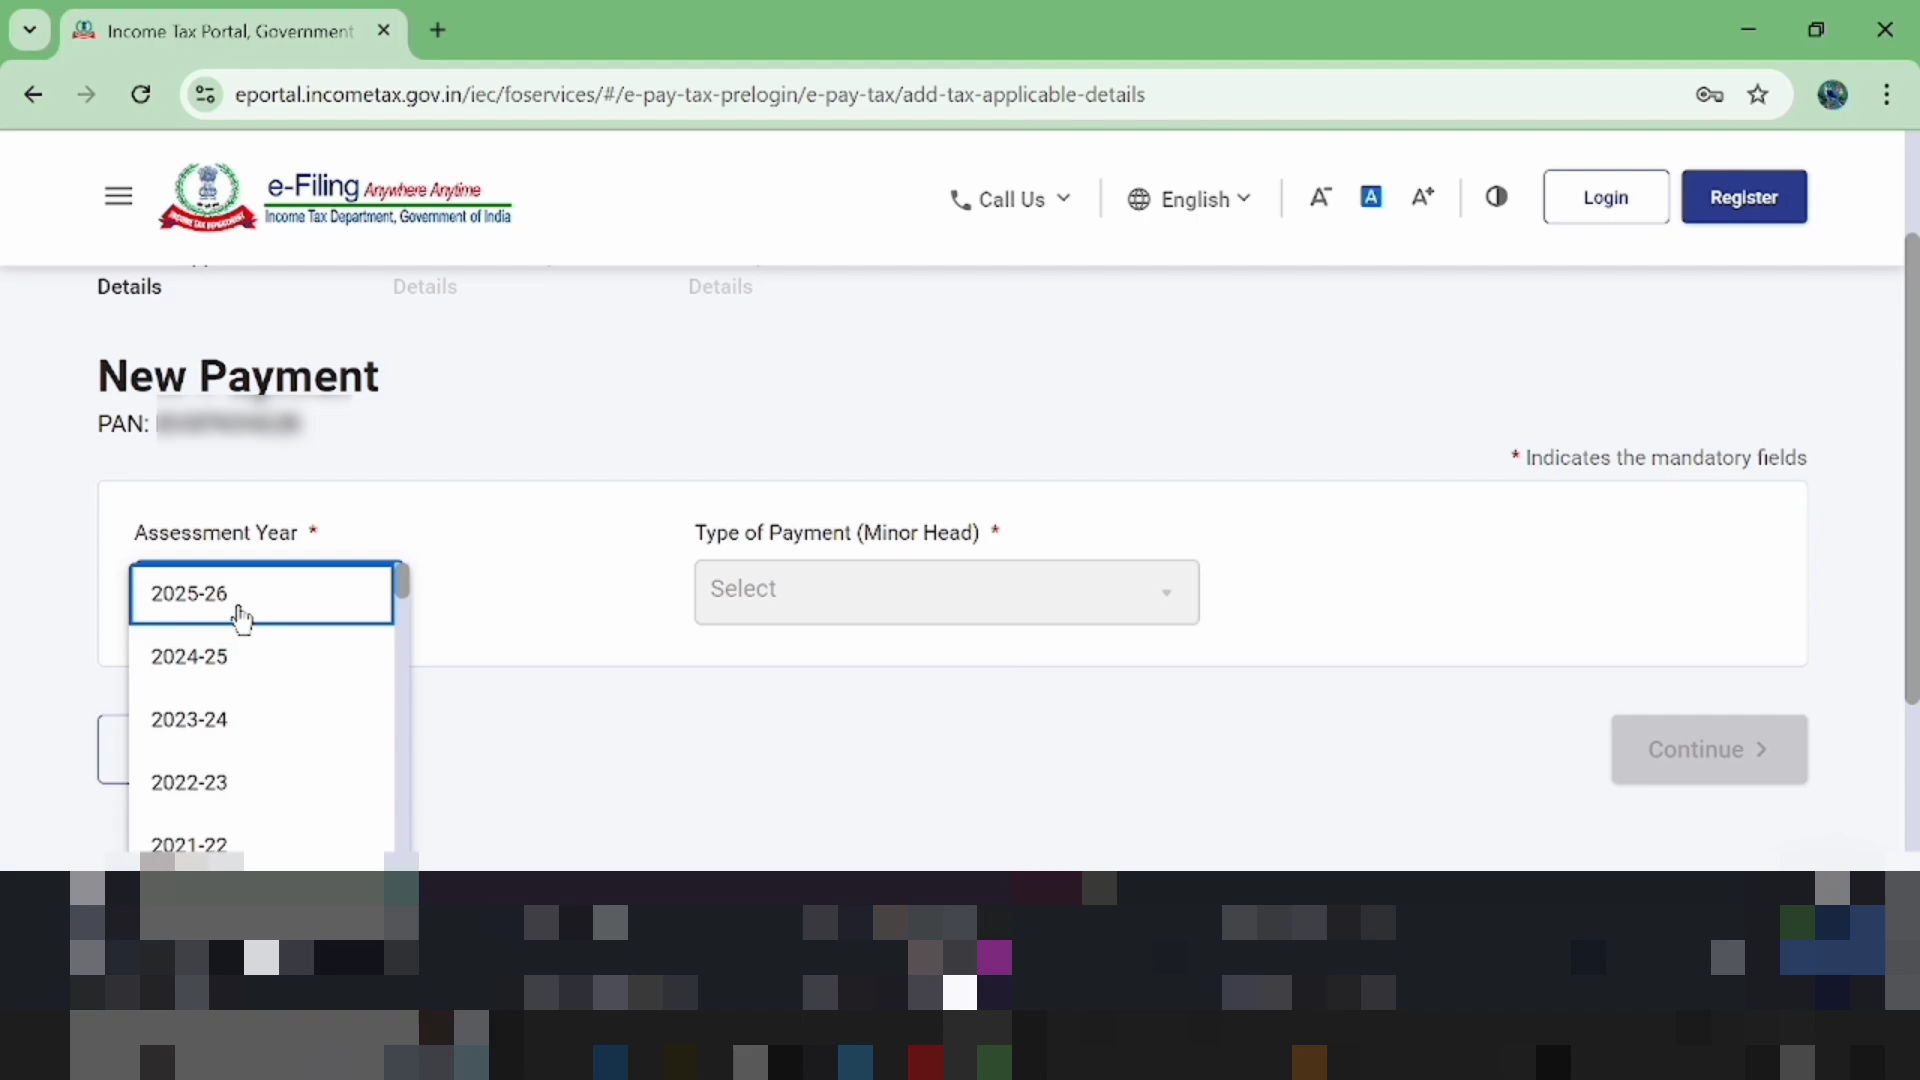 Income Tax Portal, Government
eportal.incometax.gov.in/iec/foservices/#/e-pay-tax-prelogin/e-pay-tax/add-tax-applicable-details
e-Filing Anywhere Anytime
Income Tax Department, Government of India
Call Us
English
A- A A+
Login
Register
Details Details Details
New Payment
PAN:
* Indicates the mandatory fields
Assessment Year *
Type of Payment (Minor Head) *
Select
2025-26
2024-25
2023-24
2022-23
2021-22
Continue >